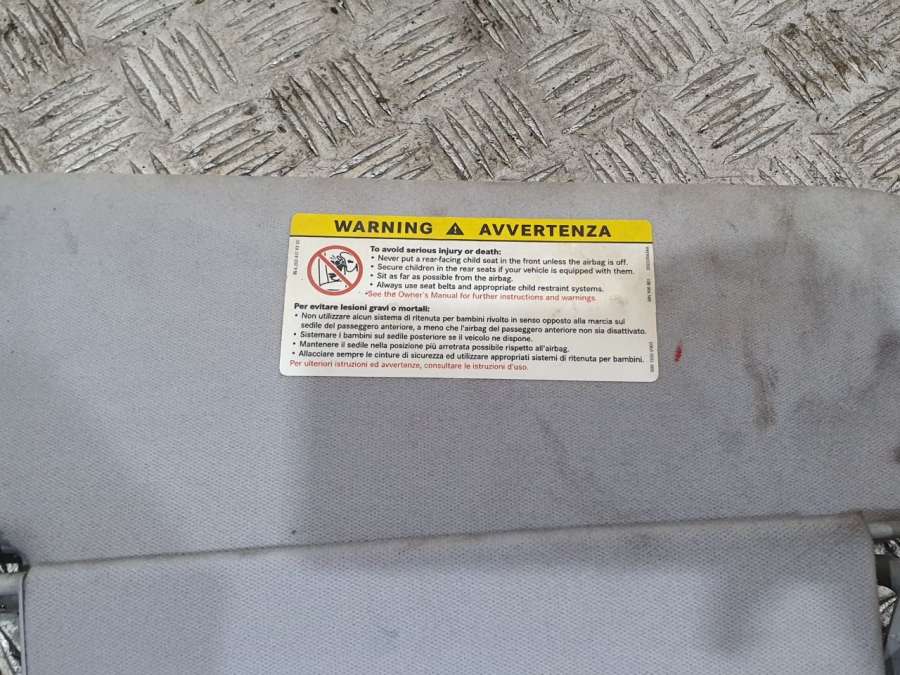 WARNING AVVERTENZA
To avoid serious injury or death:
• Never put a rear-facing child seat in the front unless the airbag is off.
• Secure children in the rear seats if your vehicle is equipped with them.
• Sit as far as possible from the airbag.
• Always use seat belts and appropriate child restraint systems.
•See the Owner's Manual for further instructions and warnings.
Per evitare lesioni gravi o mortali:
• Non utilizzare alcun sistema di ritenuta per bambini rivolto in senso opposto alla marcia sul
sedile del passeggero anteriore, a meno che l'airbag del passeggero anteriore non sia disattivato.
• Sistemare i bambini sul sedile posteriore se il veicolo ne dispone.
• Mantenere il sedile nella posizione più arretrata possibile rispetto all'airbag.
• Allacciare sempre le cinture di sicurezza ed utilizzare appropriati sistemi di ritenuta per bambini.
Per ulteriori istruzioni ed avvertenze, consultare le istruzioni d'uso.